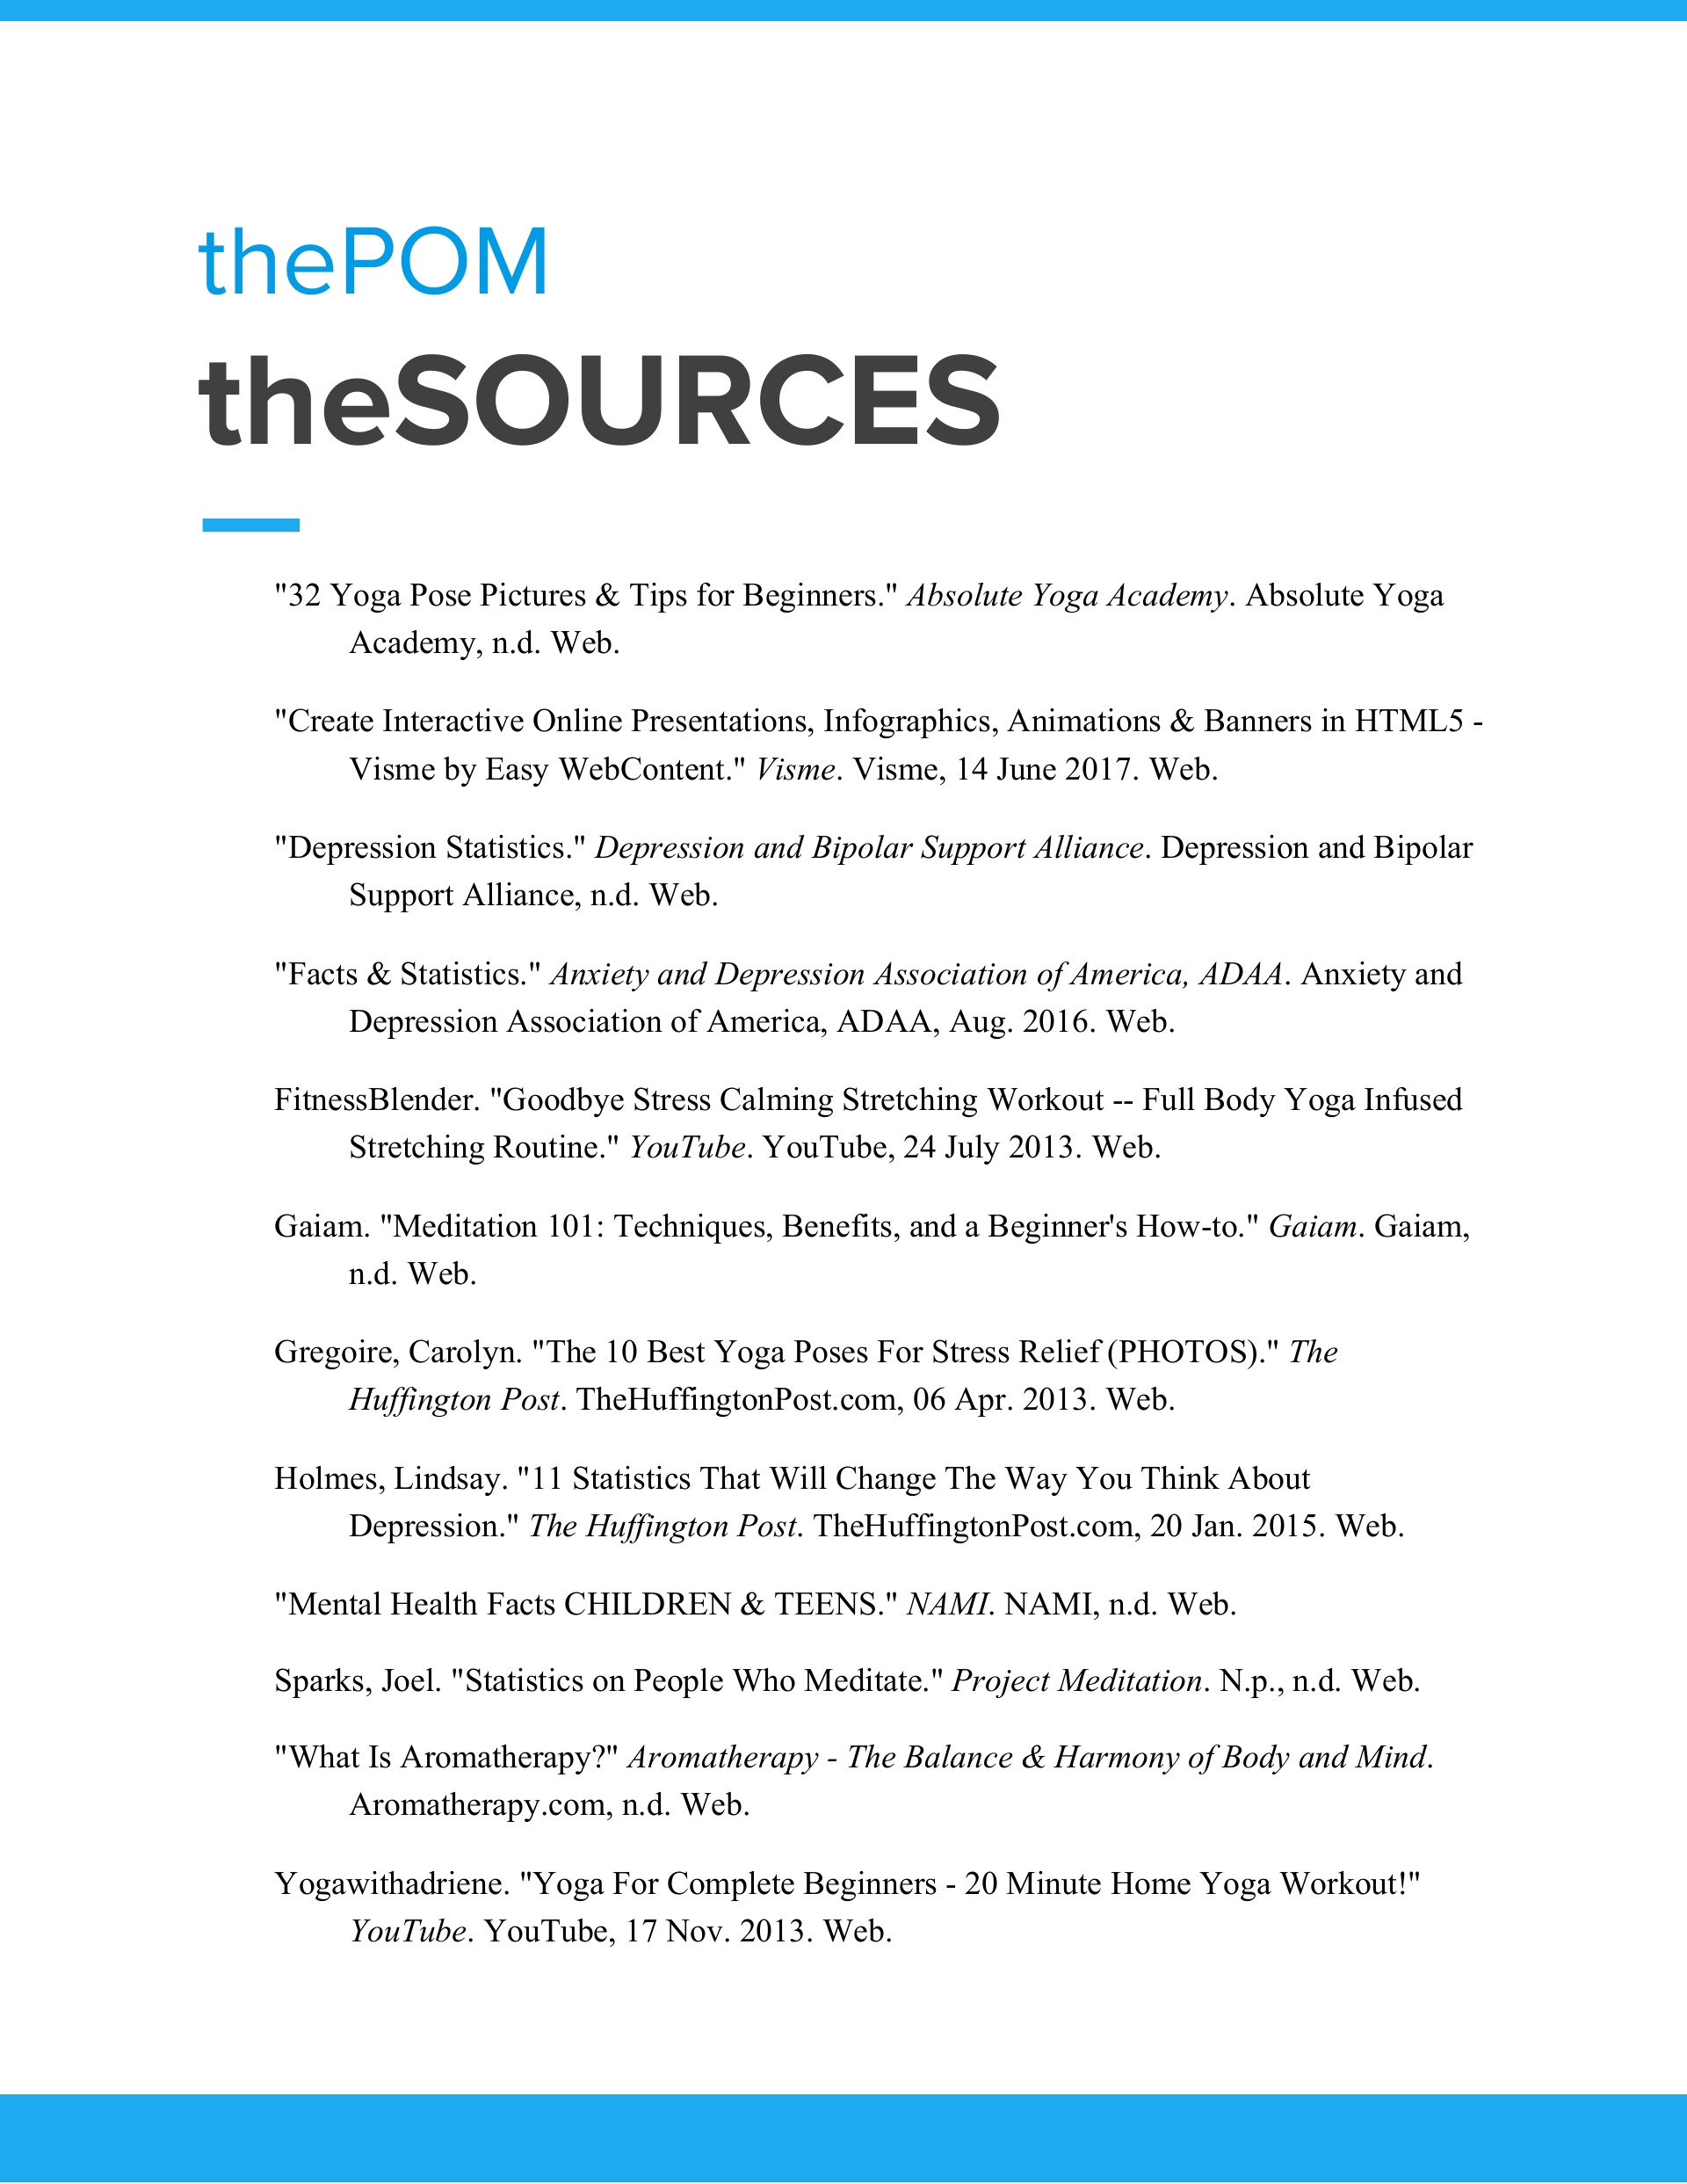 thePOM
theSOURCES
"32 Yoga Pose Pictures & Tips for Beginners." Absolute Yoga Academy. Absolute Yoga
Academy, n.d. Web.
"Create Interactive Online Presentations, Infographics, Animations & Banners in HTML5 -
Visme by Easy WebContent." Visme. Visme, 14 June 2017. Web.
"Depression Statistics." Depression and Bipolar Support Alliance. Depression and Bipolar
Support Alliance, n.d. Web.
"Facts & Statistics." Anxiety and Depression Association of America, ADAA. Anxiety and
Depression Association of America, ADAA, Aug. 2016. Web.
FitnessBlender. "Goodbye Stress Calming Stretching Workout -- Full Body Yoga Infused
Stretching Routine." YouTube. YouTube, 24 July 2013. Web.
Gaiam. "Meditation 101: Techniques, Benefits, and a Beginner's How-to." Gaiam. Gaiam,
n.d. Web.
Gregoire, Carolyn. "The 10 Best Yoga Poses For Stress Relief (PHOTOS)." The
Huffington Post. TheHuffingtonPost.com, 06 Apr. 2013. Web.
Holmes, Lindsay. "11 Statistics That Will Change The Way You Think About
Depression." The Huffington Post. TheHuffingtonPost.com, 20 Jan. 2015. Web.
"Mental Health Facts CHILDREN & TEENS." NAMI. NAMI, n.d. Web.
Sparks, Joel. "Statistics on People Who Meditate." Project Meditation. N.p., n.d. Web.
"What Is Aromatherapy?" Aromatherapy - The Balance & Harmony of Body and Mind.
Aromatherapy.com, n.d. Web.
Yogawithadriene. "Yoga For Complete Beginners - 20 Minute Home Yoga Workout!"
YouTube. YouTube, 17 Nov. 2013. Web.